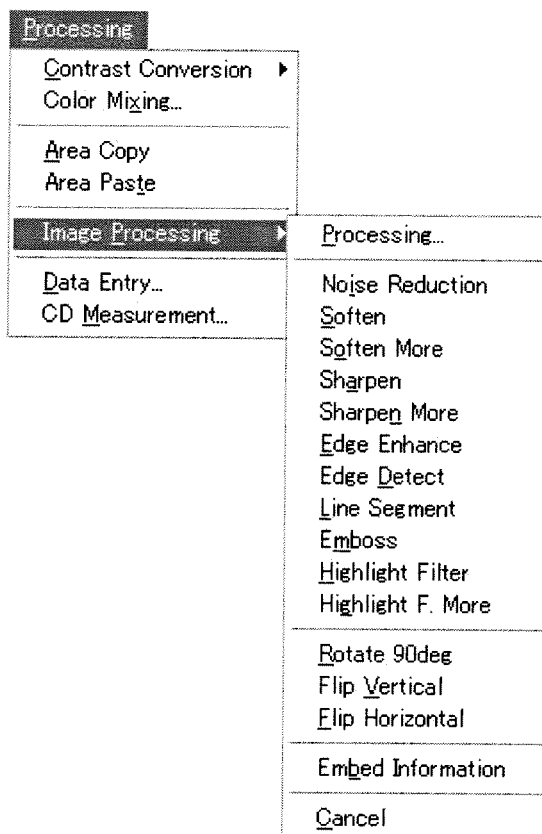 Processing
Contrast Conversion
Color Mixing...
Area Copy
Area Paste
Image Processing
Data Entry...
CD Measurement...
Processing...
Noise Reduction
Soften
Soften More
Sharpen
Sharpen More
Edge Enhance
Edge Detect
Line Segment
Emboss
Highlight Filter
Highlight F. More
Rotate 90deg
Flip Vertical
Flip Horizontal
Embed Information
Cancel